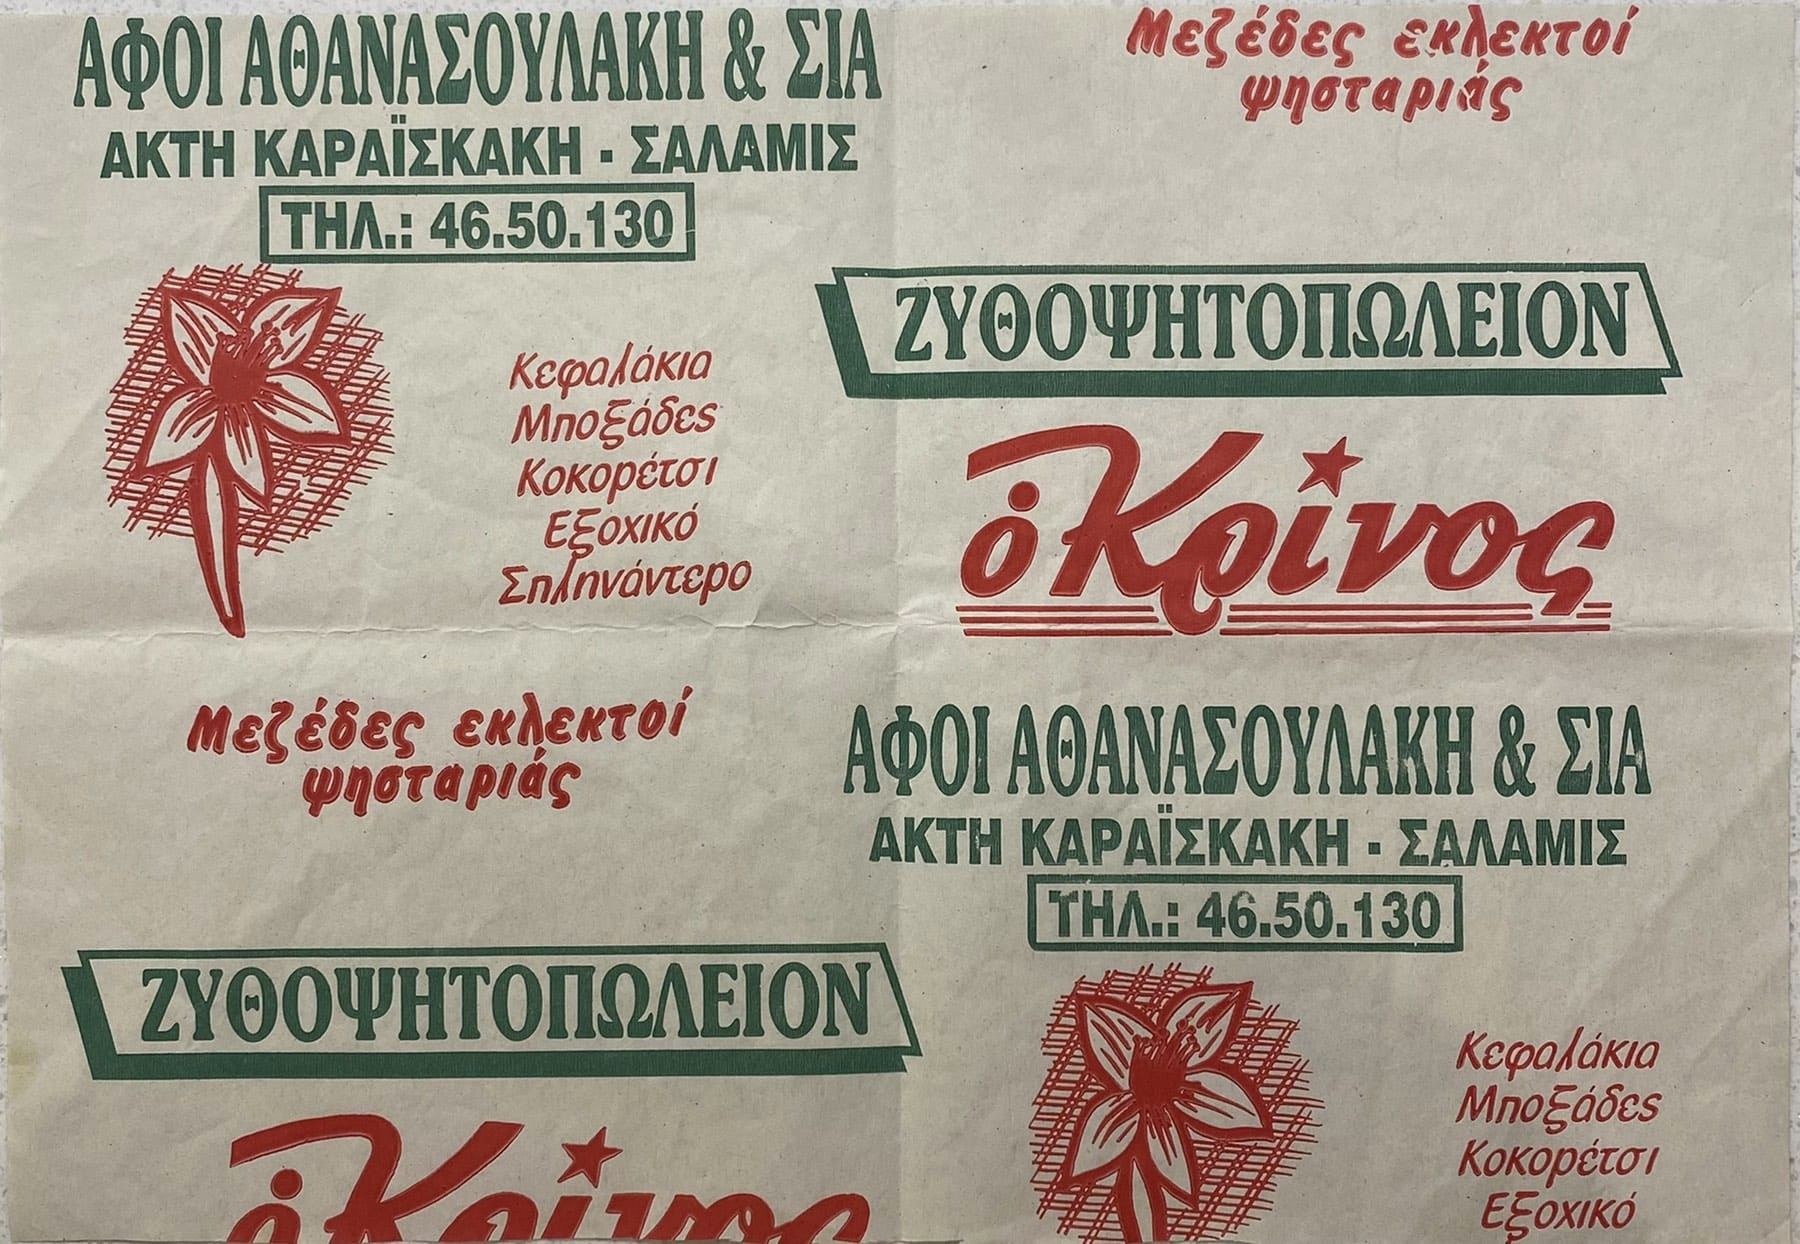 ΑΦΟΙ ΑΘΑΝΑΣΟΥΛΑΚΗ & ΣΙΑ
ΑΚΤΗ ΚΑΡΑΪΣΚΑΚΗ - ΣΑΛΑΜΙΣ
ΤΗΛ.: 46.50.130
Κεφαλάκια
Μποξάδες
Κοκορέτσι
Εξοχικό
Σπληνάντερο
Μεζέδες εκλεκτοί
ψησταριάς
ΖΥΘΟΨΗΤΟΠΩΛΕΙΟΝ
ὁ Κρίνος
Μεζέδες εκλεκτοί
ψησταριάς
ΖΥΘΟΨΗΤΟΠΩΛΕΙΟΝ
ὁ Κρίνος
ΑΦΟΙ ΑΘΑΝΑΣΟΥΛΑΚΗ & ΣΙΑ
ΑΚΤΗ ΚΑΡΑΪΣΚΑΚΗ - ΣΑΛΑΜΙΣ
ΤΗΛ.: 46.50.130
Κεφαλάκια
Μποξάδες
Κοκορέτσι
Εξοχικό